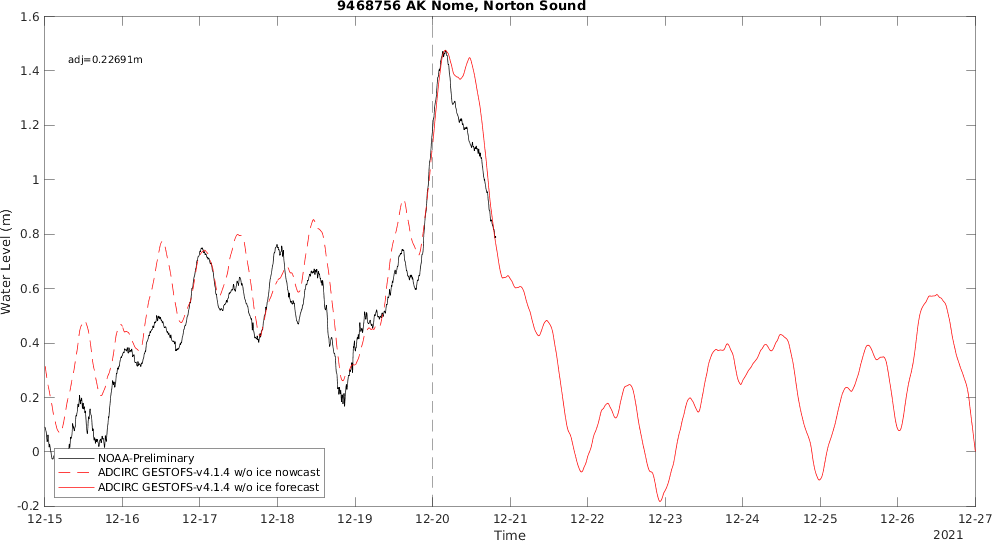 9468756 AK Nome, Norton Sound
1.6
1.4
1.2
1
0.8
0.6
0.4
0.2
0
-0.2
Water Level (m)
adj=0.22691m
NOAA-Preliminary
ADCIRC GESTOFS-v4.1.4 w/o ice nowcast
ADCIRC GESTOFS-v4.1.4 w/o ice forecast
12-15 12-16 12-17 12-18 12-19 12-20 12-21 12-22 12-23 12-24 12-25 12-26 12-27
Time
2021